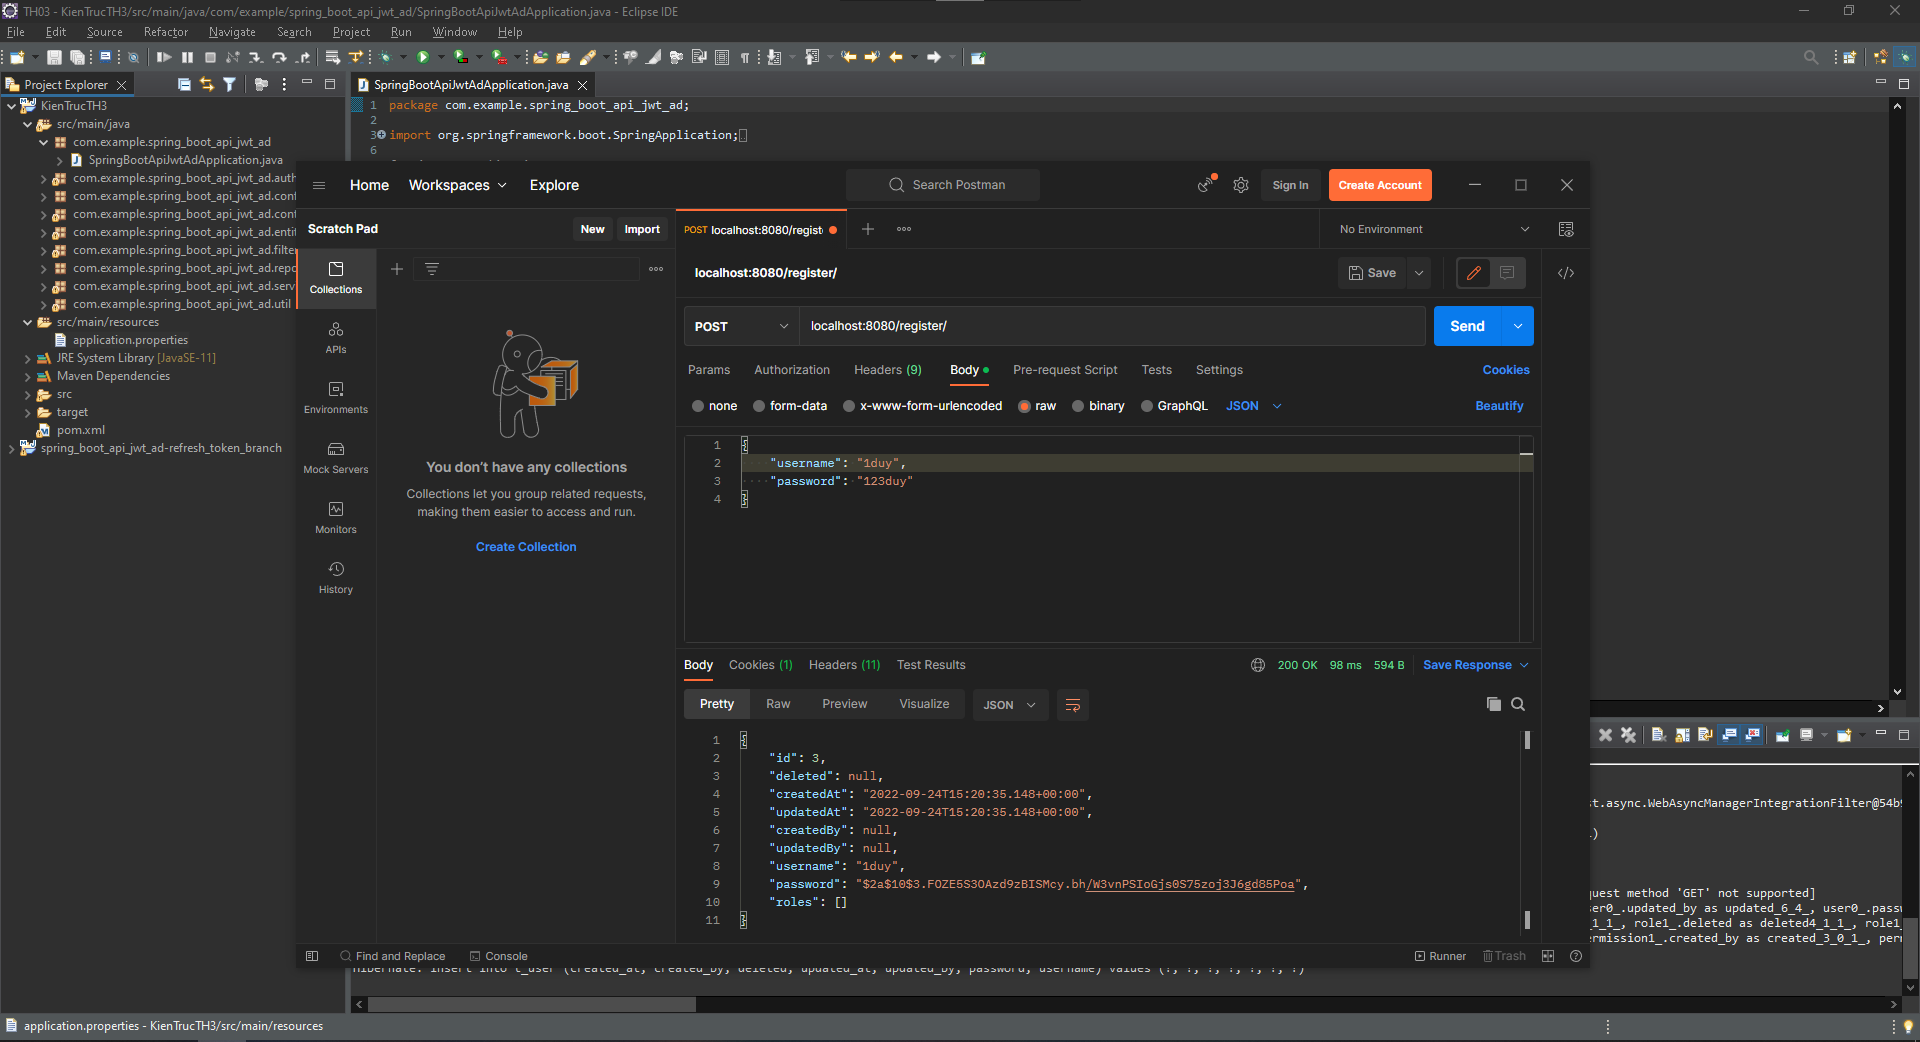 TH03 - KienTrucTH3/src/main/java/com/example/spring_boot_api_jwt_ad/SpringBootApiJwtAdApplication.java - Eclipse IDE
File Edit Source Refactor Navigate Search Project Run Window Help
Project Explorer
KienTrucTH3
src/main/java
com.example.spring_boot_api_jwt_ad
SpringBootApiJwtAdApplication.java
com.example.spring_boot_api_jwt_ad.auth
com.example.spring_boot_api_jwt_ad.conf
com.example.spring_boot_api_jwt_ad.cont
com.example.spring_boot_api_jwt_ad.entit
com.example.spring_boot_api_jwt_ad.filter
com.example.spring_boot_api_jwt_ad.repo
com.example.spring_boot_api_jwt_ad.serv
com.example.spring_boot_api_jwt_ad.util
src/main/resources
application.properties
JRE System Library [JavaSE-11]
Maven Dependencies
src
target
pom.xml
spring_boot_api_jwt_ad-refresh_token_branch
SpringBootApiJwtAdApplication.java
1 package com.example.spring_boot_api_jwt_ad;
2
3 import org.springframework.boot.SpringApplication;
6
Home Workspaces Explore
Search Postman
Sign In
Create Account
Scratch Pad
New Import
POST localhost:8080/regist
No Environment
Collections
APIs
Environments
Mock Servers
Monitors
History
You don't have any collections
Collections let you group related requests,
making them easier to access and run.
Create Collection
localhost:8080/register/
Save
POST localhost:8080/register/
Send
Params Authorization Headers (9) Body Pre-request Script Tests Settings Cookies
none form-data x-www-form-urlencoded raw binary GraphQL JSON Beautify
1 {
2 "username": "1duy",
3 "password": "123duy"
4 }
Body Cookies (1) Headers (11) Test Results
200 OK 98 ms 594 B Save Response
Pretty Raw Preview Visualize JSON
1 {
2 "id": 3,
3 "deleted": null,
4 "createdAt": "2022-09-24T15:20:35.148+00:00",
5 "updatedAt": "2022-09-24T15:20:35.148+00:00",
6 "createdBy": null,
7 "updatedBy": null,
8 "username": "1duy",
9 "password": "$2a$10$3.FOZE5S3OAzd9zBISMcy.bh/W3vnPSIoGjs0S75zoj3J6gd85Poa",
10 "roles": []
11 }
Find and Replace Console
Runner Trash
t.async.WebAsyncManagerIntegrationFilter@54b9
)
uest method 'GET' not supported]
ser0_.updated_by as updated_6_4_, user0_.passw
_1_1_, role1_.deleted as deleted4_1_1_, role1_
ermission1_.created_by as created_3_0_1_, perm
Hibernate: insert into t_user (created_at, created_by, deleted, updated_at, updated_by, password, username) values (?, ?, ?, ?, ?, ?, ?)
application.properties - KienTrucTH3/src/main/resources